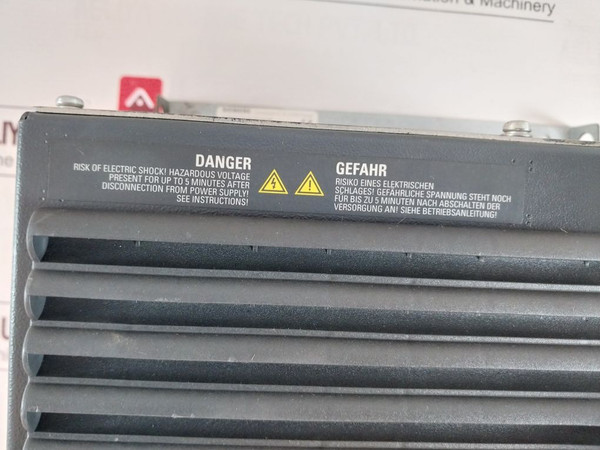 ation & Machinery
DANGER
RISK OF ELECTRIC SHOCK! HAZARDOUS VOLTAGE
PRESENT FOR UP TO 5 MINUTES AFTER
DISCONNECTION FROM POWER SUPPLY!
SEE INSTRUCTIONS!
GEFAHR
RISIKO EINES ELEKTRISCHEN
SCHLAGES! GEFÄHRLICHE SPANNUNG STEHT NOCH
FÜR BIS ZU 5 MINUTEN NACH ABSCHALTEN DER
VERSORGUNG AN! SIEHE BETRIEBSANLEITUNG!